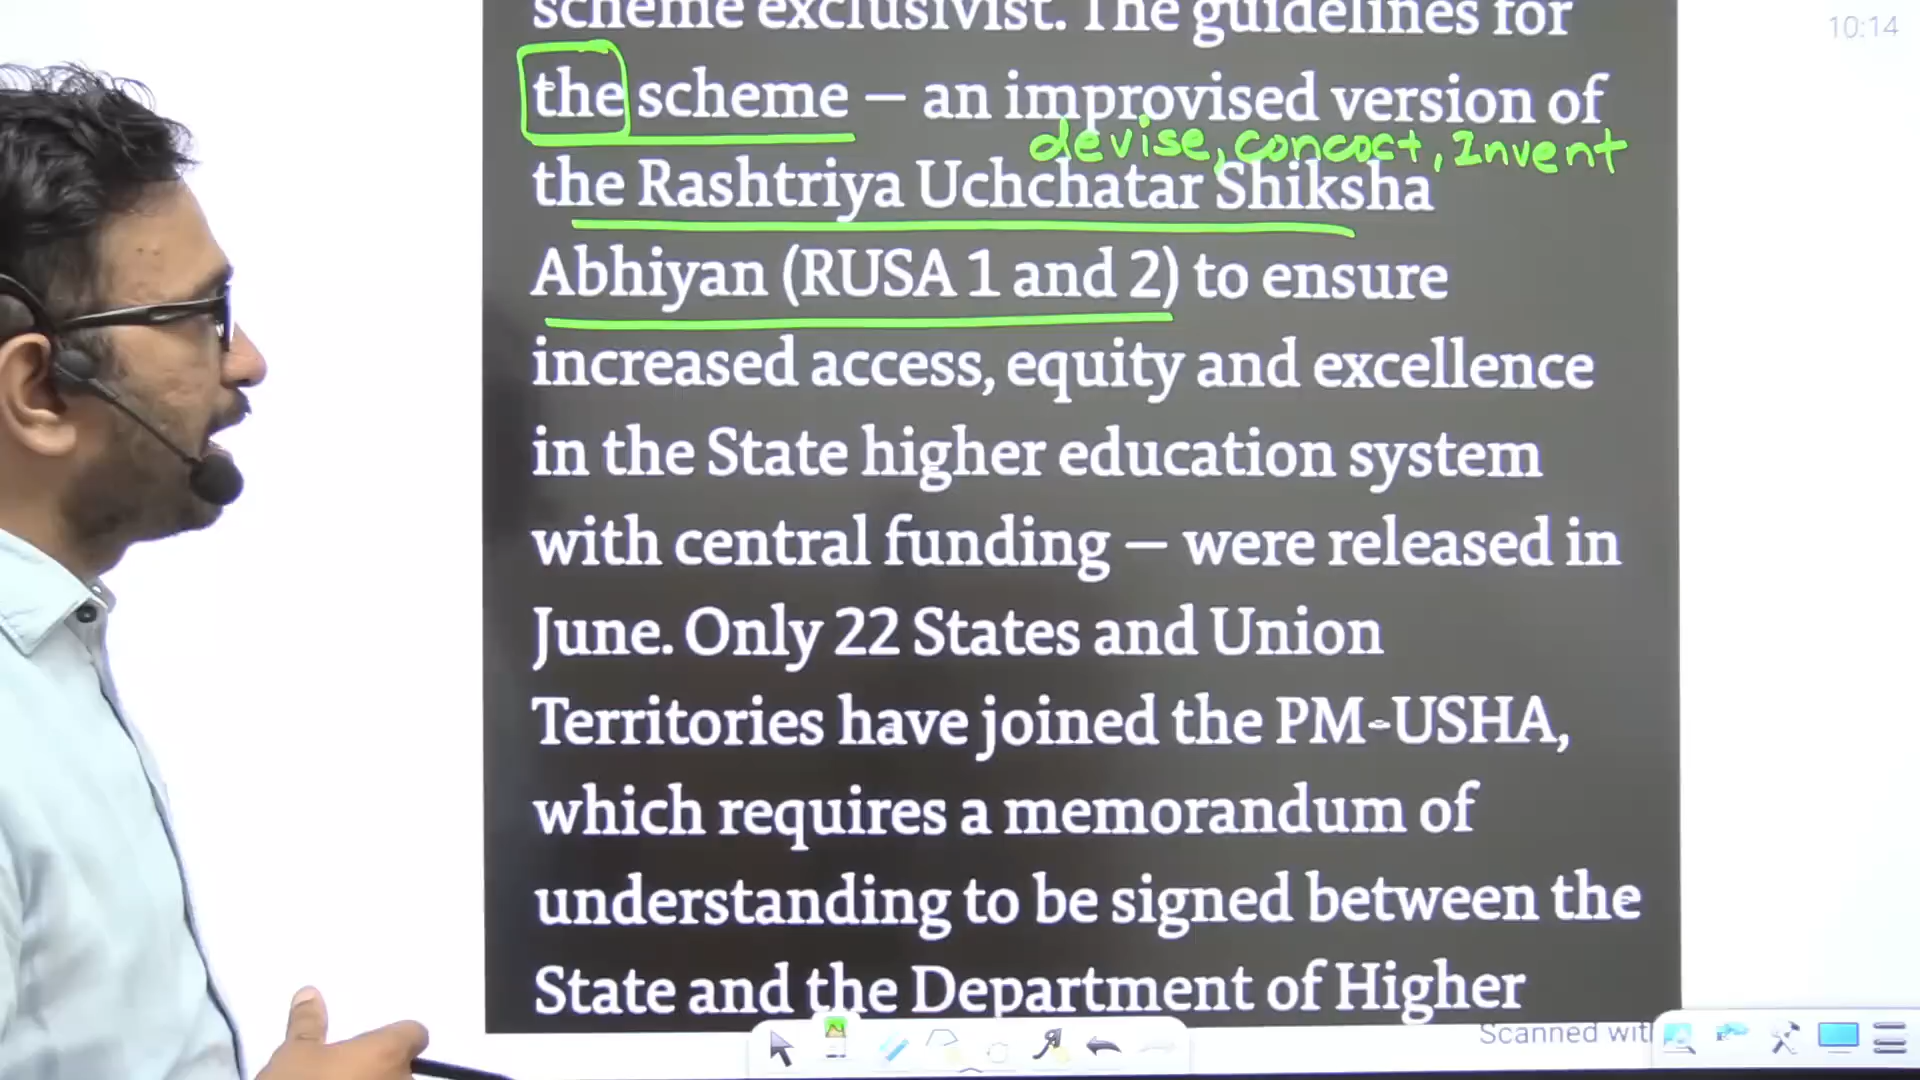 scheme exclusivist. The guidelines for
10:14
the scheme – an improvised version of
devise, concoct, Invent
the Rashtriya Uchchatar Shiksha
Abhiyan (RUSA 1 and 2) to ensure
increased access, equity and excellence
in the State higher education system
with central funding – were released in
June. Only 22 States and Union
Territories have joined the PM-USHA,
which requires a memorandum of
understanding to be signed between the
State and the Department of Higher
Scanned wit